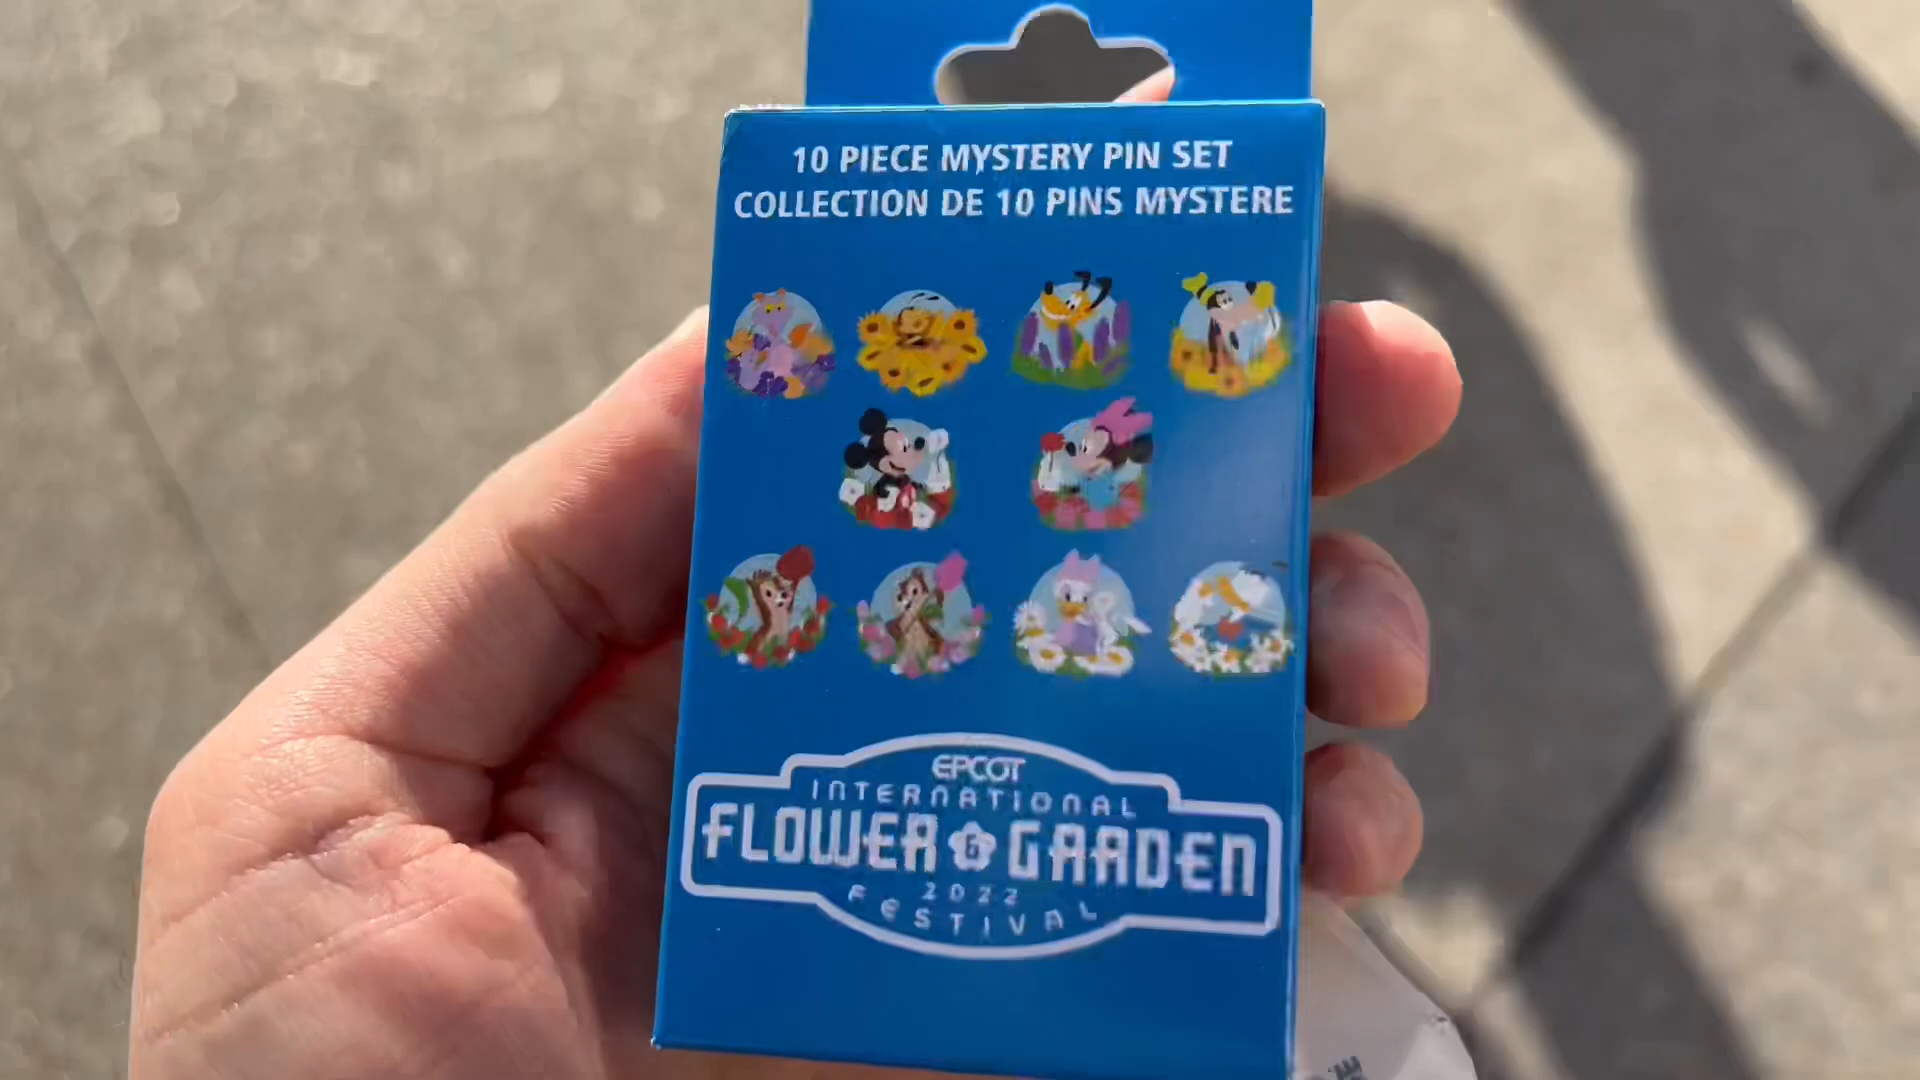 10 PIECE MYSTERY PIN SET
COLLECTION DE 10 PINS MYSTERE
EPCOT
INTERNATIONAL
FLOWER & GARDEN
2022
FESTIVAL